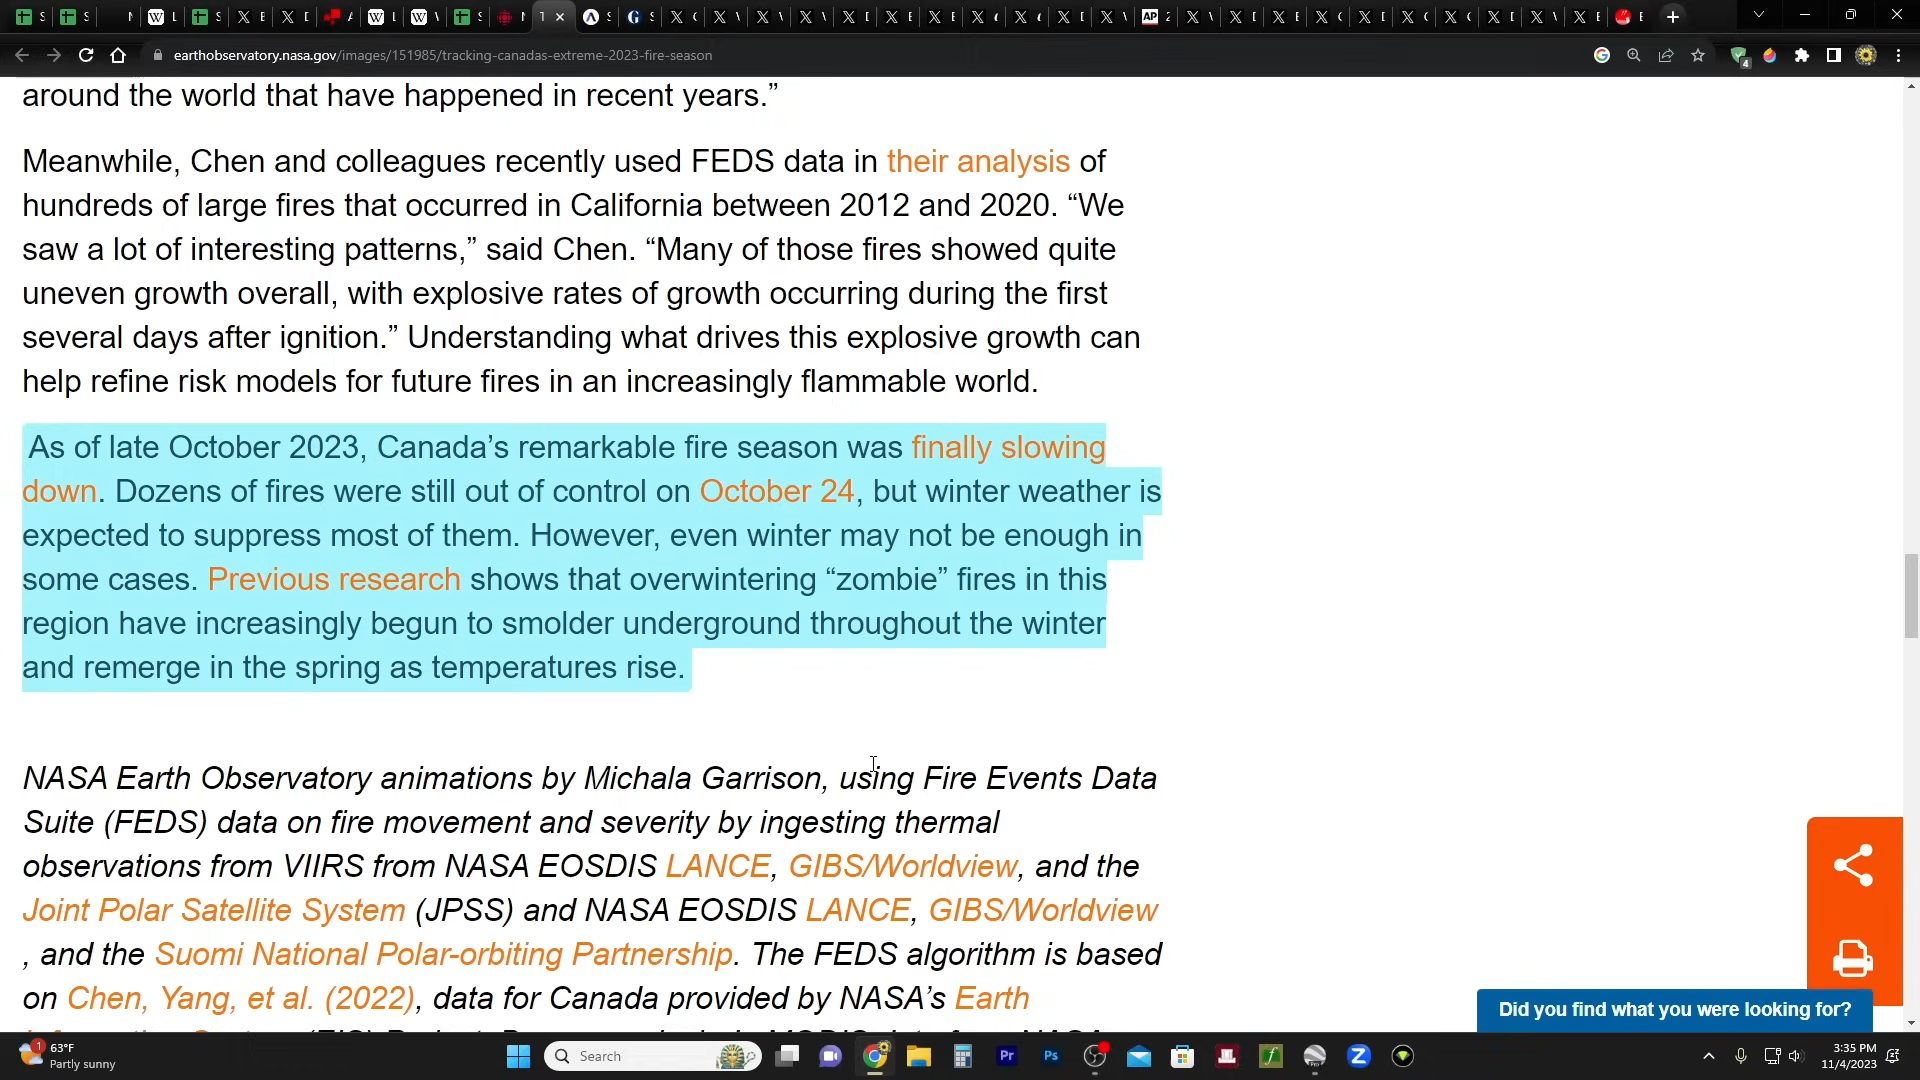 earthobservatory.nasa.gov/images/151985/tracking-canadas-extreme-2023-fire-season
around the world that have happened in recent years.”
Meanwhile, Chen and colleagues recently used FEDS data in their analysis of
hundreds of large fires that occurred in California between 2012 and 2020. “We
saw a lot of interesting patterns,” said Chen. “Many of those fires showed quite
uneven growth overall, with explosive rates of growth occurring during the first
several days after ignition.” Understanding what drives this explosive growth can
help refine risk models for future fires in an increasingly flammable world.
As of late October 2023, Canada’s remarkable fire season was finally slowing
down. Dozens of fires were still out of control on October 24, but winter weather is
expected to suppress most of them. However, even winter may not be enough in
some cases. Previous research shows that overwintering “zombie” fires in this
region have increasingly begun to smolder underground throughout the winter
and remerge in the spring as temperatures rise.
NASA Earth Observatory animations by Michala Garrison, using Fire Events Data
Suite (FEDS) data on fire movement and severity by ingesting thermal
observations from VIIRS from NASA EOSDIS LANCE, GIBS/Worldview, and the
Joint Polar Satellite System (JPSS) and NASA EOSDIS LANCE, GIBS/Worldview
, and the Suomi National Polar-orbiting Partnership. The FEDS algorithm is based
on Chen, Yang, et al. (2022), data for Canada provided by NASA’s Earth
Did you find what you were looking for?
63°F
Partly sunny
Search
3:35 PM
11/4/2023